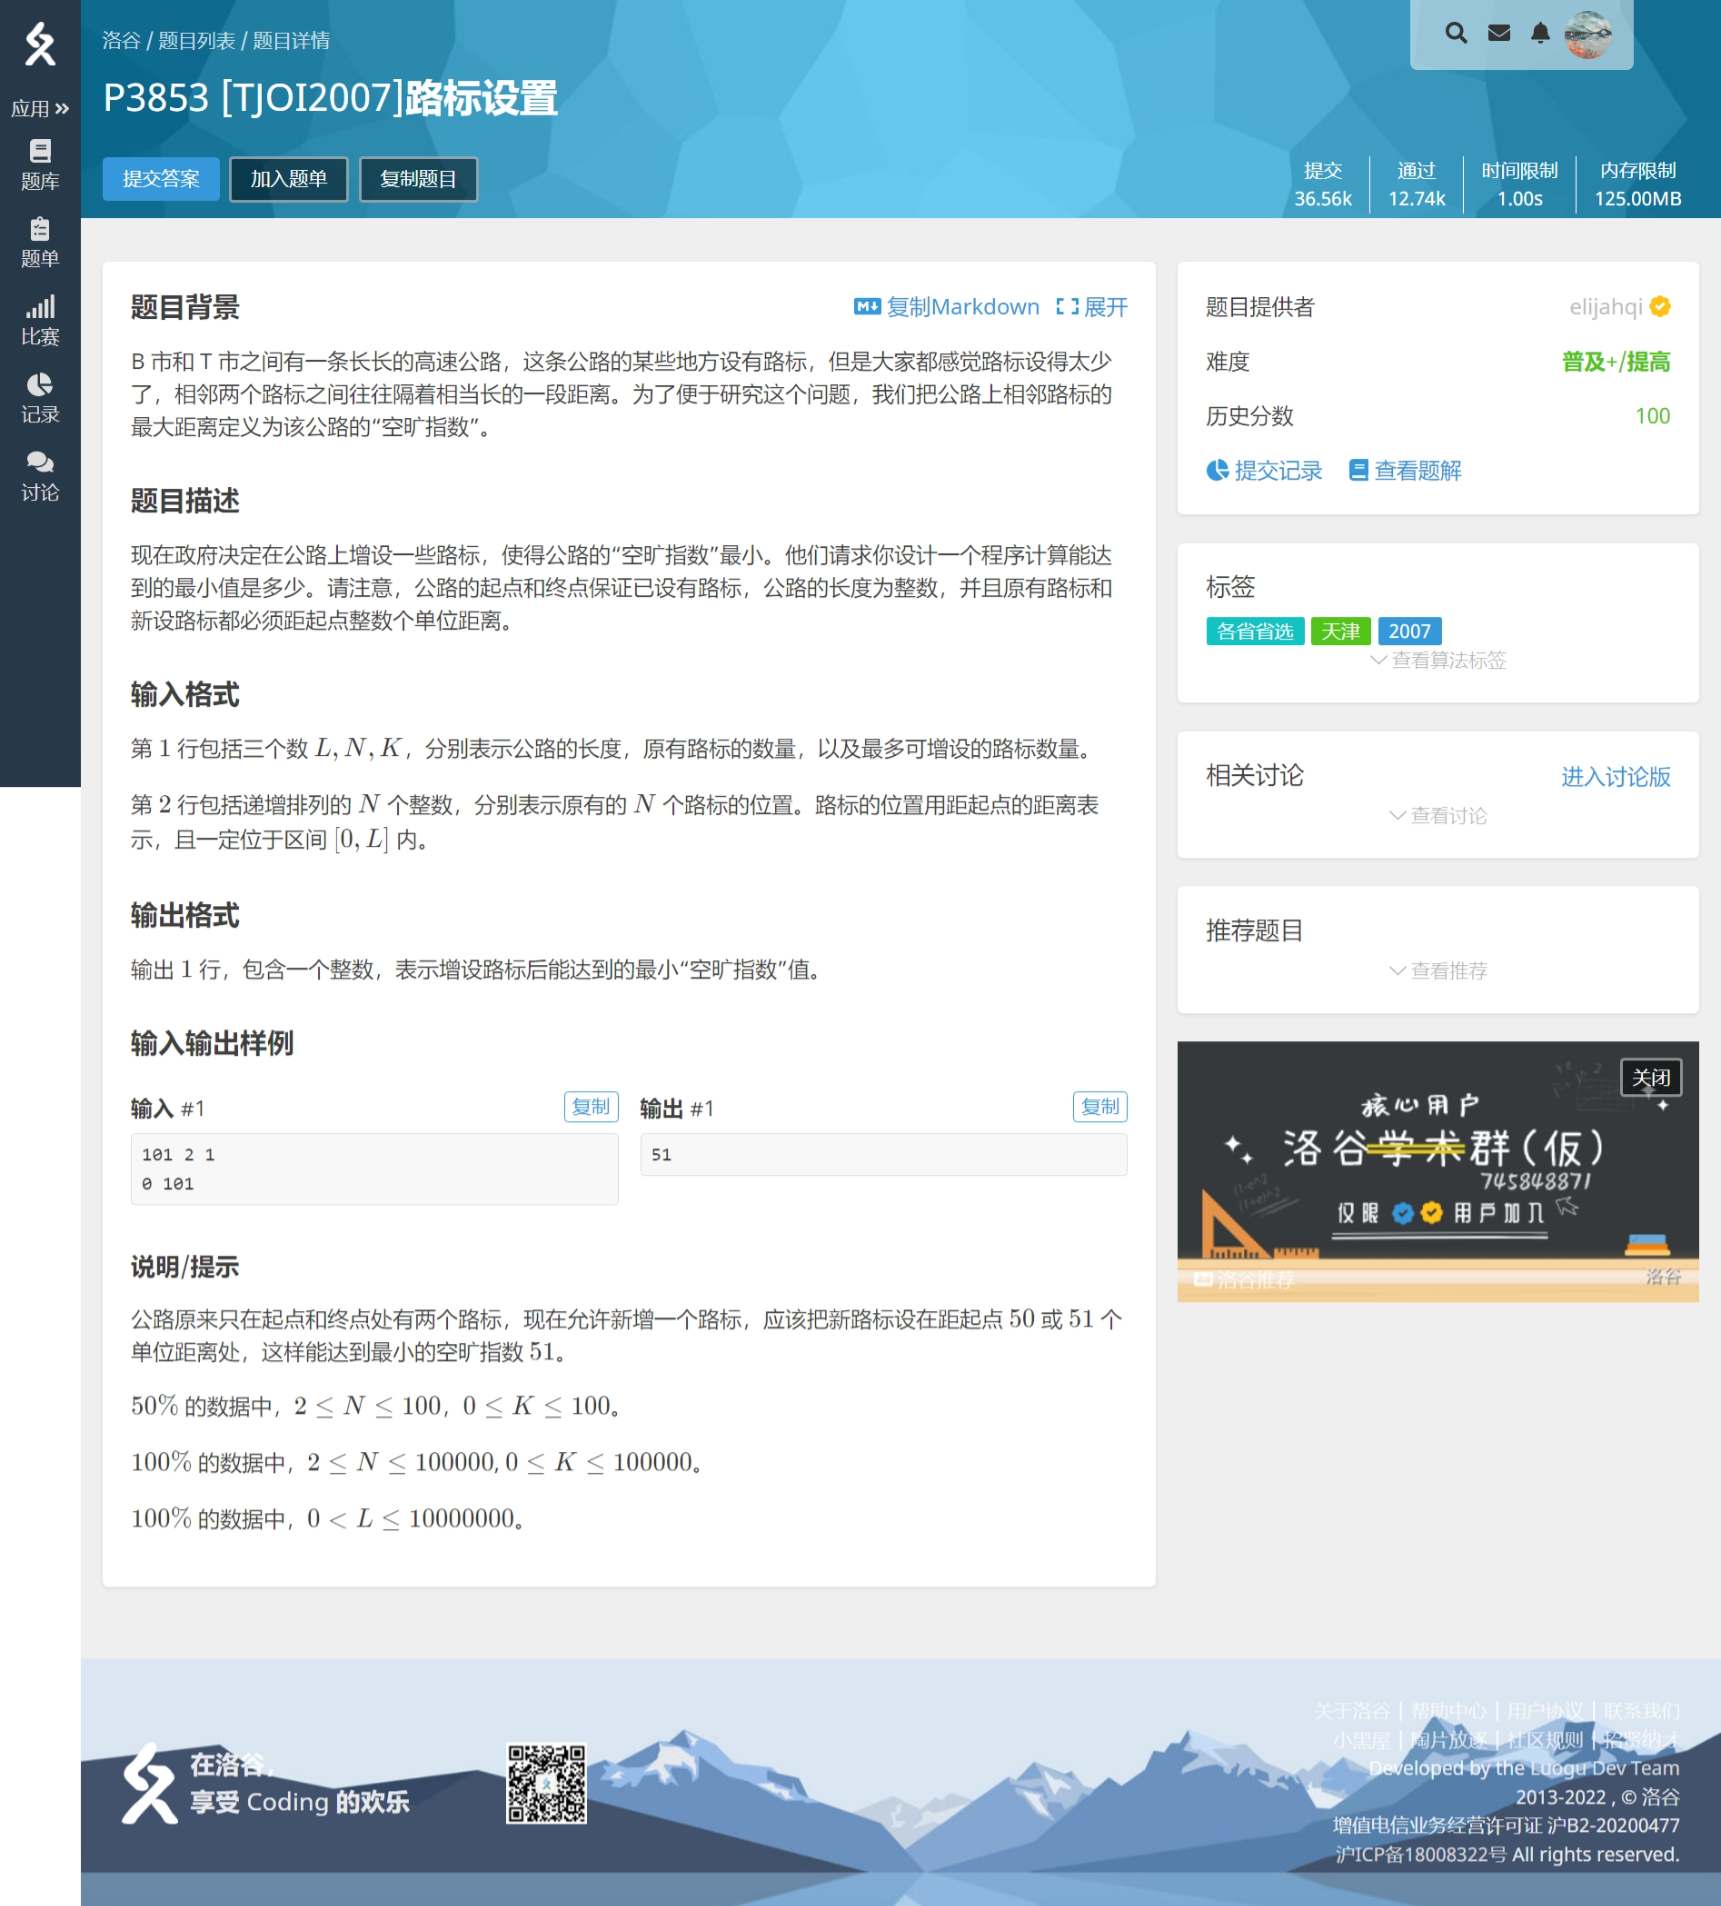 应用
题库
题单
比赛
记录
讨论
洛谷 / 题目列表 / 题目详情
P3853 [TJOI2007]路标设置
提交答案 加入题单 复制题目
提交 36.56k
通过 12.74k
时间限制 1.00s
内存限制 125.00MB
题目背景
复制Markdown 展开
B 市和 T 市之间有一条长长的高速公路，这条公路的某些地方设有路标，但是大家都感觉路标设得太少
了，相邻两个路标之间往往隔着相当长的一段距离。为了便于研究这个问题，我们把公路上相邻路标的
最大距离定义为该公路的“空旷指数”。
题目描述
现在政府决定在公路上增设一些路标，使得公路的“空旷指数”最小。他们请求你设计一个程序计算能达
到的最小值是多少。请注意，公路的起点和终点保证已设有路标，公路的长度为整数，并且原有路标和
新设路标都必须距起点整数个单位距离。
输入格式
第 1 行包括三个数 L, N, K，分别表示公路的长度，原有路标的数量，以及最多可增设的路标数量。
第 2 行包括递增排列的 N 个整数，分别表示原有的 N 个路标的位置。路标的位置用距起点的距离表
示，且一定位于区间 [0, L] 内。
输出格式
输出 1 行，包含一个整数，表示增设路标后能达到的最小“空旷指数”值。
输入输出样例
输入 #1 复制
101 2 1
0 101
输出 #1 复制
51
说明/提示
公路原来只在起点和终点处有两个路标，现在允许新增一个路标，应该把新路标设在距起点 50 或 51 个
单位距离处，这样能达到最小的空旷指数 51。
50% 的数据中，2 ≤ N ≤ 100，0 ≤ K ≤ 100。
100% 的数据中，2 ≤ N ≤ 100000, 0 ≤ K ≤ 100000。
100% 的数据中，0 < L ≤ 10000000。
题目提供者 elijahqi
难度 普及+/提高
历史分数 100
提交记录 查看题解
标签
各省省选 天津 2007
查看算法标签
相关讨论 进入讨论版
查看讨论
推荐题目
查看推荐
关闭
核心用户
洛谷学术群(仮)
745848871
仅限 用户加入
Ad 洛谷推荐
洛谷
在洛谷，
享受 Coding 的欢乐
关于洛谷 | 帮助中心 | 用户协议 | 联系我们
小黑屋 | 陶片放逐 | 社区规则 | 招贤纳才
Developed by the Luogu Dev Team
2013-2022 , © 洛谷
增值电信业务经营许可证 沪B2-20200477
沪ICP备18008322号 All rights reserved.